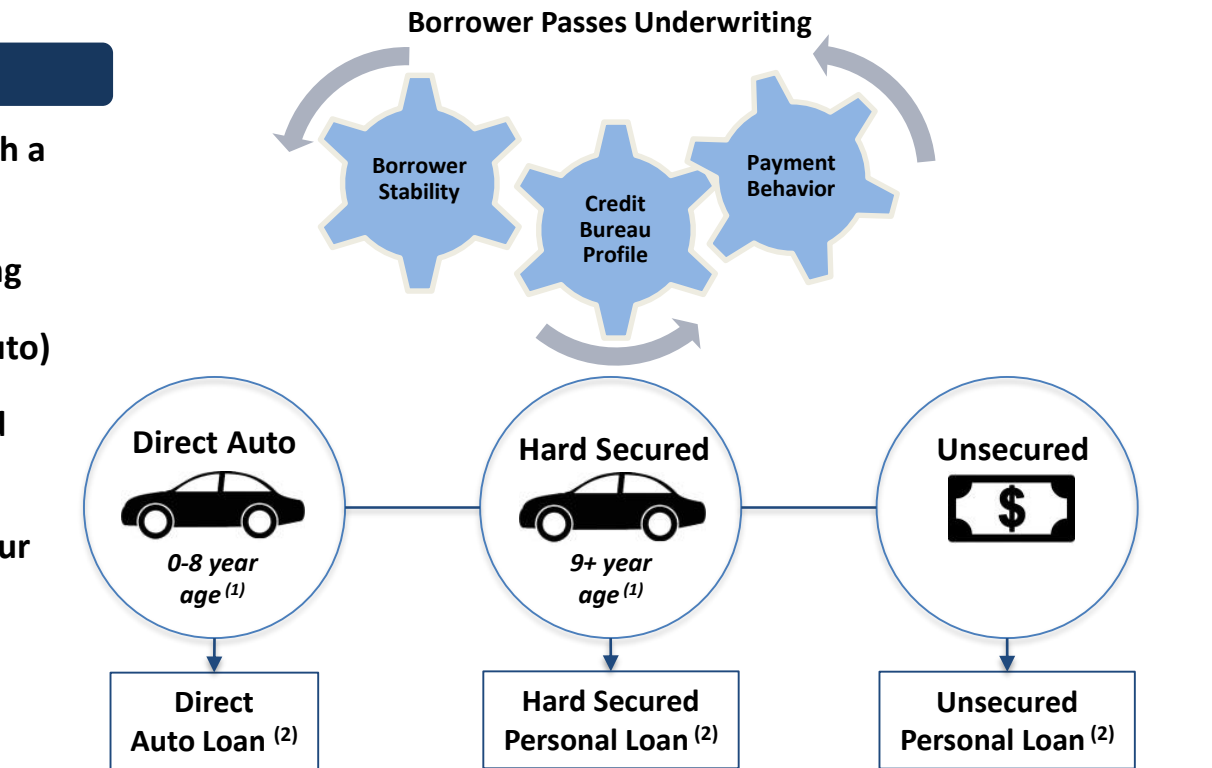 Borrower Passes Underwriting
h a
ng
uto)
d
ur
Borrower
Stability
Credit
Bureau
Profile
Payment
Behavior
Direct Auto
0-8 year
age (1)
Hard Secured
9+ year
age (1)
Unsecured
$
Direct
Auto Loan (2)
Hard Secured
Personal Loan (2)
Unsecured
Personal Loan (2)